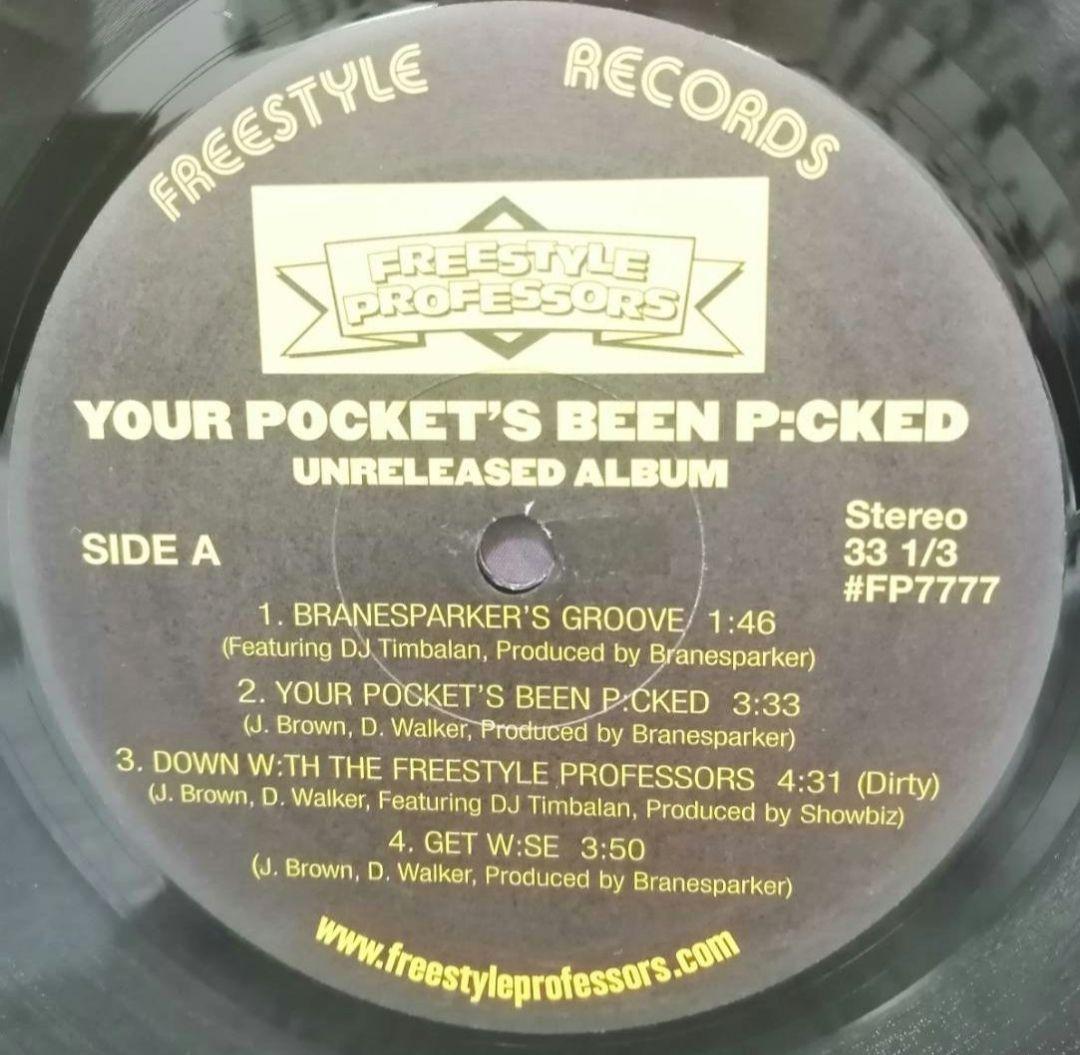 FREESTYLE RECORDS
FREESTYLE
PROFESSORS
YOUR POCKET'S BEEN P:CKED
UNRELEASED ALBUM
SIDE A
Stereo
33 1/3
#FP7777
1. BRANESPARKER'S GROOVE 1:46
(Featuring DJ Timbalan, Produced by Branesparker)
2. YOUR POCKET'S BEEN P:CKED 3:33
(J. Brown, D. Walker, Produced by Branesparker)
3. DOWN W:TH THE FREESTYLE PROFESSORS 4:31 (Dirty)
(J. Brown, D. Walker, Featuring DJ Timbalan, Produced by Showbiz)
4. GET W:SE 3:50
(J. Brown, D. Walker, Produced by Branesparker)
www.freestyleprofessors.com